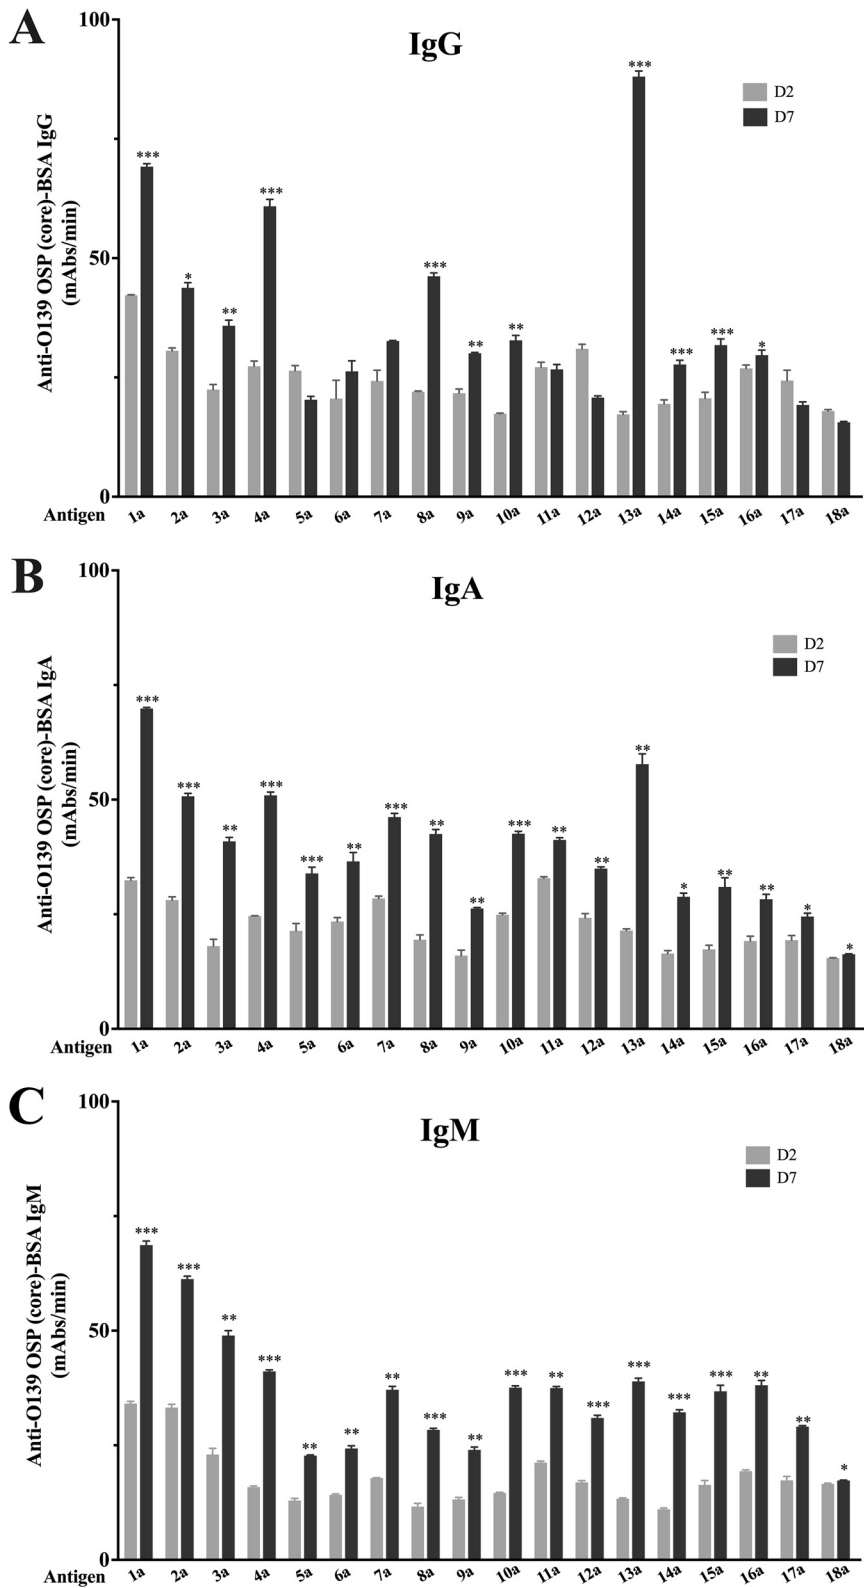 A
IgG
100
50
0
Anti-O139 OSP (core)-BSA IgG
(mAbs/min)
D2
D7
*** * ** *** *** ** ** *** *** *** *
Antigen 1a 2a 3a 4a 5a 6a 7a 8a 9a 10a 11a 12a 13a 14a 15a 16a 17a 18a
B
IgA
100
50
0
Anti-O139 OSP (core)-BSA IgA
(mAbs/min)
D2
D7
*** *** ** *** *** ** *** ** ** *** ** ** ** * ** ** * *
Antigen 1a 2a 3a 4a 5a 6a 7a 8a 9a 10a 11a 12a 13a 14a 15a 16a 17a 18a
C
IgM
100
50
0
Anti-O139 OSP (core)-BSA IgM
(mAbs/min)
D2
D7
*** *** ** *** ** ** ** *** ** *** ** *** *** *** *** ** ** *
Antigen 1a 2a 3a 4a 5a 6a 7a 8a 9a 10a 11a 12a 13a 14a 15a 16a 17a 18a